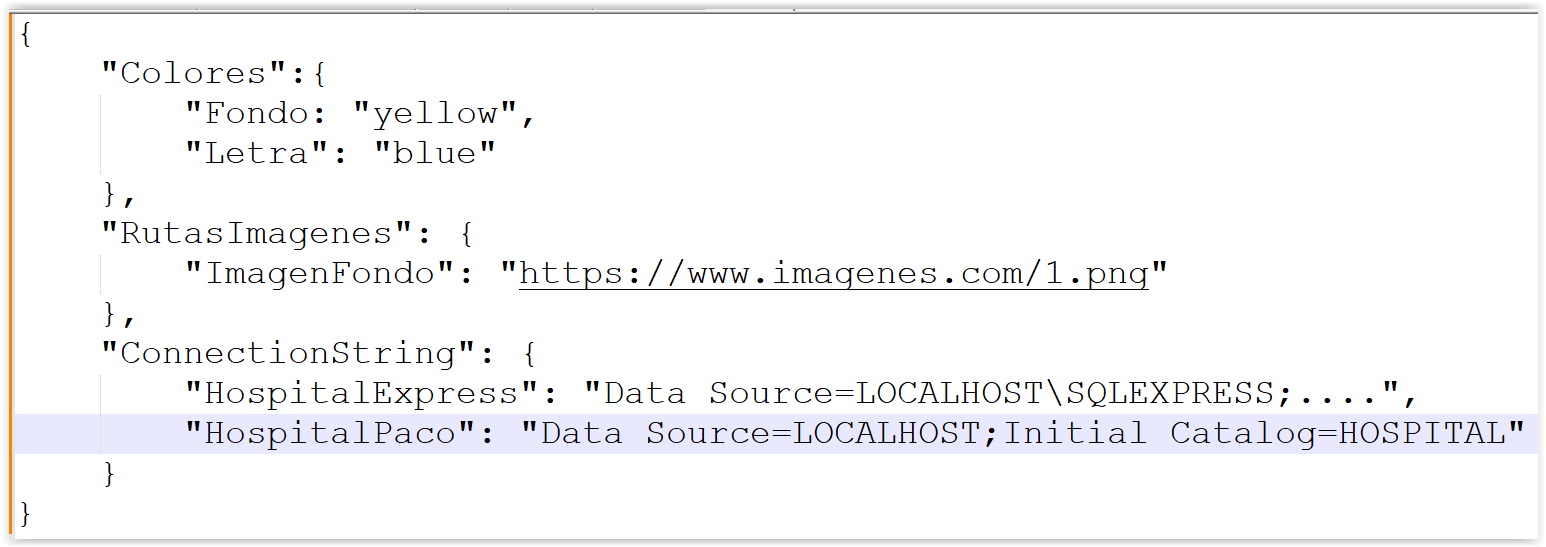 {
"Colores":{
"Fondo: "yellow",
"Letra": "blue"
},
"RutasImagenes": {
"ImagenFondo": "https://www.imagenes.com/1.png"
},
"ConnectionString": {
"HospitalExpress": "Data Source=LOCALHOST\SQLEXPRESS;....",
"HospitalPaco": "Data Source=LOCALHOST;Initial Catalog=HOSPITAL"
}
}